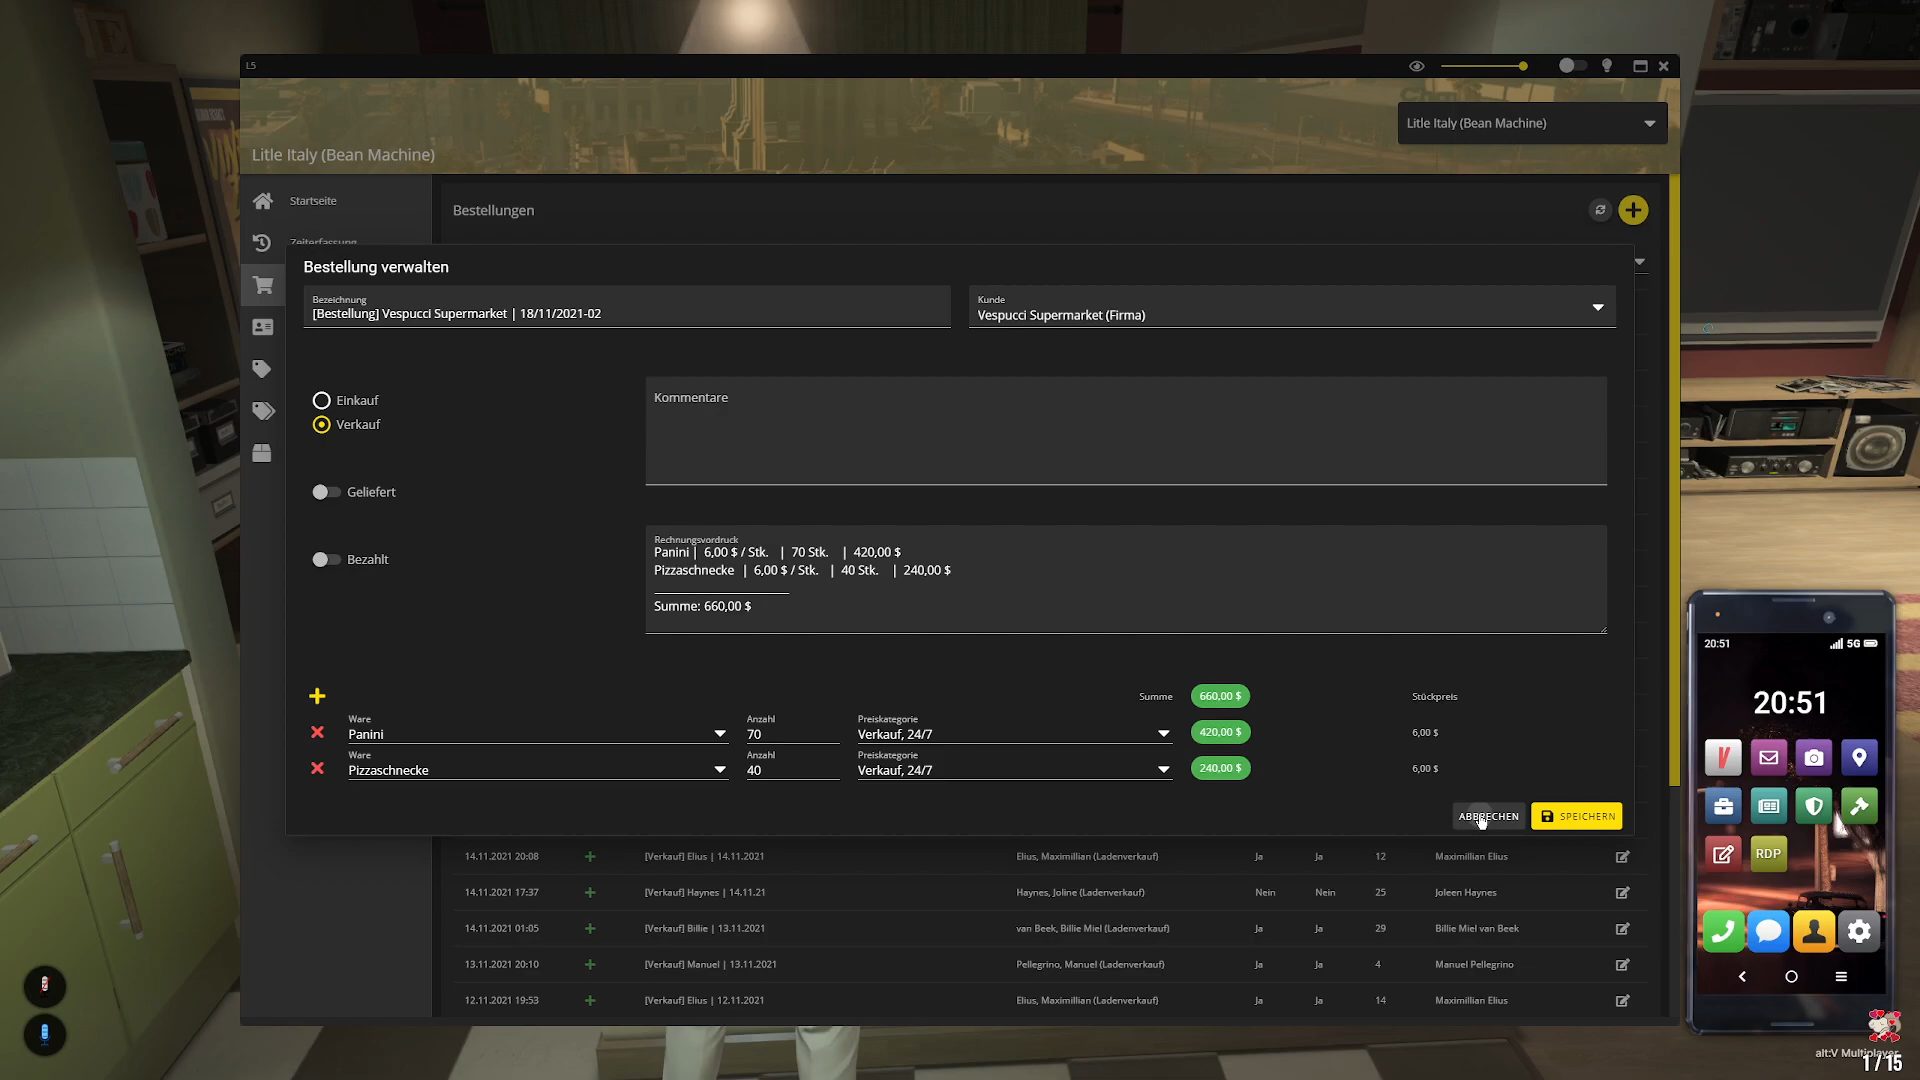 L5
Litle Italy (Bean Machine)
Litle Italy (Bean Machine)
Startseite
Zeiterfassung
Bestellungen
Bestellung verwalten
Bezeichnung
[Bestellung] Vespucci Supermarket | 18/11/2021-02
Kunde
Vespucci Supermarket (Firma)
Einkauf
Verkauf
Kommentare
Geliefert
Bezahlt
Rechnungsvordruck
Panini | 6,00 $ / Stk. | 70 Stk. | 420,00 $
Pizzaschnecke | 6,00 $ / Stk. | 40 Stk. | 240,00 $
Summe: 660,00 $
Summe 660,00 $ Stückpreis
Ware Anzahl Preiskategorie
Panini 70 Verkauf, 24/7 420,00 $ 6,00 $
Ware Anzahl Preiskategorie
Pizzaschnecke 40 Verkauf, 24/7 240,00 $ 6,00 $
ABBRECHEN SPEICHERN
14.11.2021 20:08 [Verkauf] Elius | 14.11.2021 Elius, Maximillian (Ladenverkauf) Ja Ja 12 Maximillian Elius
14.11.2021 17:37 [Verkauf] Haynes | 14.11.21 Haynes, Joline (Ladenverkauf) Nein Nein 25 Joleen Haynes
14.11.2021 01:05 [Verkauf] Billie | 13.11.2021 van Beek, Billie Miel (Ladenverkauf) Ja Ja 29 Billie Miel van Beek
13.11.2021 20:10 [Verkauf] Manuel | 13.11.2021 Pellegrino, Manuel (Ladenverkauf) Ja Ja 4 Manuel Pellegrino
12.11.2021 19:53 [Verkauf] Elius | 12.11.2021 Elius, Maximillian (Ladenverkauf) Ja Ja 14 Maximillian Elius
20:51 5G
20:51
RDP
alt:V Multiplayer
1 / 15